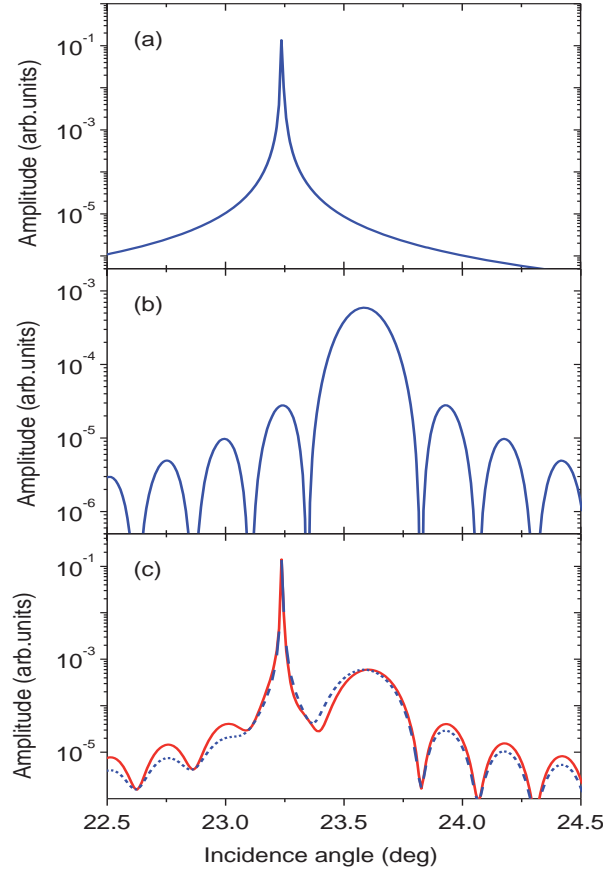 (a)
10^-1
10^-3
10^-5
Amplitude (arb.units)
(b)
10^-3
10^-4
10^-5
10^-6
Amplitude (arb.units)
(c)
10^-1
10^-3
10^-5
Amplitude (arb.units)
22.5 23.0 23.5 24.0 24.5
Incidence angle (deg)